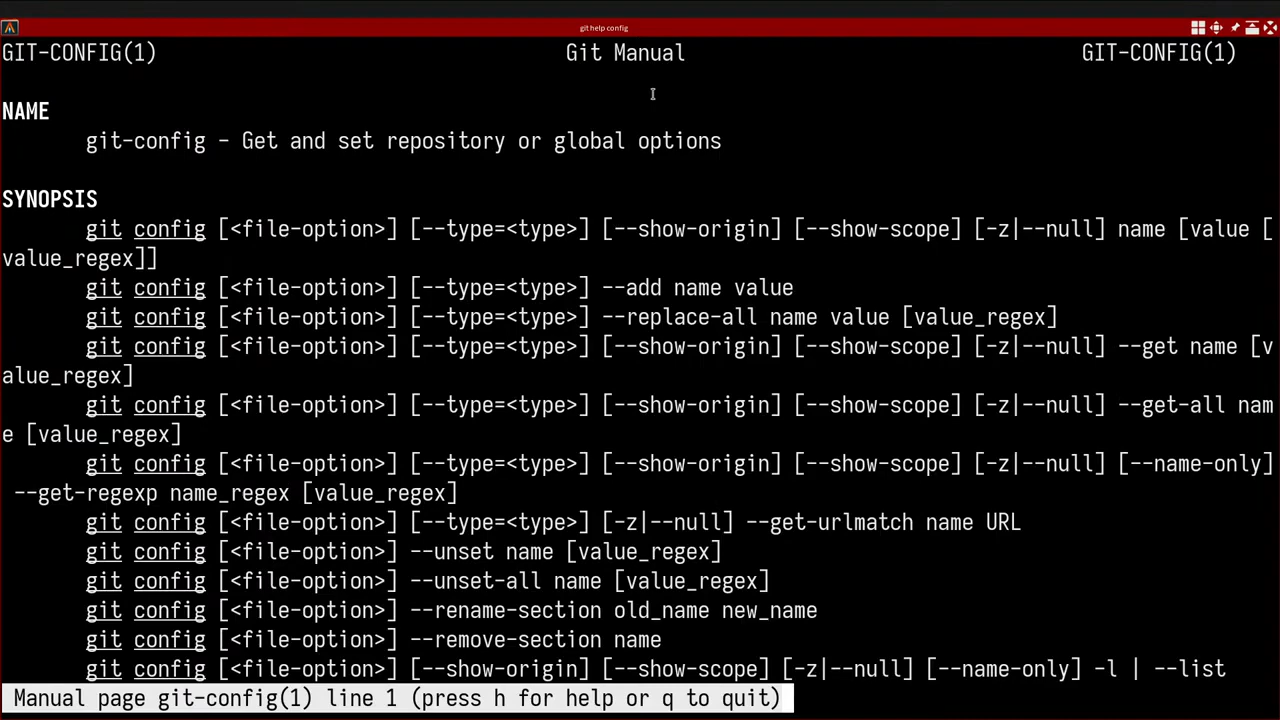 git help config
GIT-CONFIG(1) Git Manual GIT-CONFIG(1)
NAME
git-config - Get and set repository or global options
SYNOPSIS
git config [<file-option>] [--type=<type>] [--show-origin] [--show-scope] [-z|--null] name [value [
value_regex]]
git config [<file-option>] [--type=<type>] --add name value
git config [<file-option>] [--type=<type>] --replace-all name value [value_regex]
git config [<file-option>] [--type=<type>] [--show-origin] [--show-scope] [-z|--null] --get name [v
alue_regex]
git config [<file-option>] [--type=<type>] [--show-origin] [--show-scope] [-z|--null] --get-all nam
e [value_regex]
git config [<file-option>] [--type=<type>] [--show-origin] [--show-scope] [-z|--null] [--name-only]
--get-regexp name_regex [value_regex]
git config [<file-option>] [--type=<type>] [-z|--null] --get-urlmatch name URL
git config [<file-option>] --unset name [value_regex]
git config [<file-option>] --unset-all name [value_regex]
git config [<file-option>] --rename-section old_name new_name
git config [<file-option>] --remove-section name
git config [<file-option>] [--show-origin] [--show-scope] [-z|--null] [--name-only] -l | --list
Manual page git-config(1) line 1 (press h for help or q to quit)